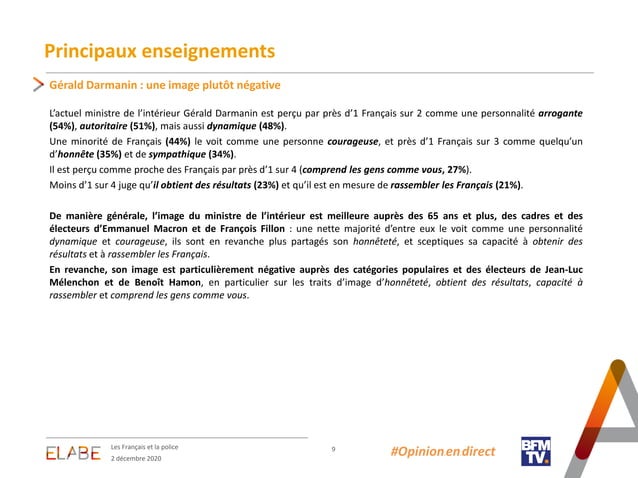 Principaux enseignements
Gérald Darmanin : une image plutôt négative
L'actuel ministre de l'intérieur Gérald Darmanin est perçu par près d'1 Français sur 2 comme une personnalité arrogante
(54%), autoritaire (51%), mais aussi dynamique (48%).
Une minorité de Français (44%) le voit comme une personne courageuse, et près d'1 Français sur 3 comme quelqu'un
d'honnête (35%) et de sympathique (34%).
Il est perçu comme proche des Français par près d'1 sur 4 (comprend les gens comme vous, 27%).
Moins d'1 sur 4 juge qu'il obtient des résultats (23%) et qu'il est en mesure de rassembler les Français (21%).
De manière générale, l'image du ministre de l'intérieur est meilleure auprès des 65 ans et plus, des cadres et des
électeurs d'Emmanuel Macron et de François Fillon : une nette majorité d'entre eux le voit comme une personnalité
dynamique et courageuse, ils sont en revanche plus partagés son honnêteté, et sceptiques sa capacité à obtenir des
résultats et à rassembler les Français.
En revanche, son image est particulièrement négative auprès des catégories populaires et des électeurs de Jean-Luc
Mélenchon et de Benoît Hamon, en particulier sur les traits d'image d'honnêteté, obtient des résultats, capacité à
rassembler et comprend les gens comme vous.
ELABE
Les Français et la police
2 décembre 2020
9
#Opinionendirect
BFM
TV.